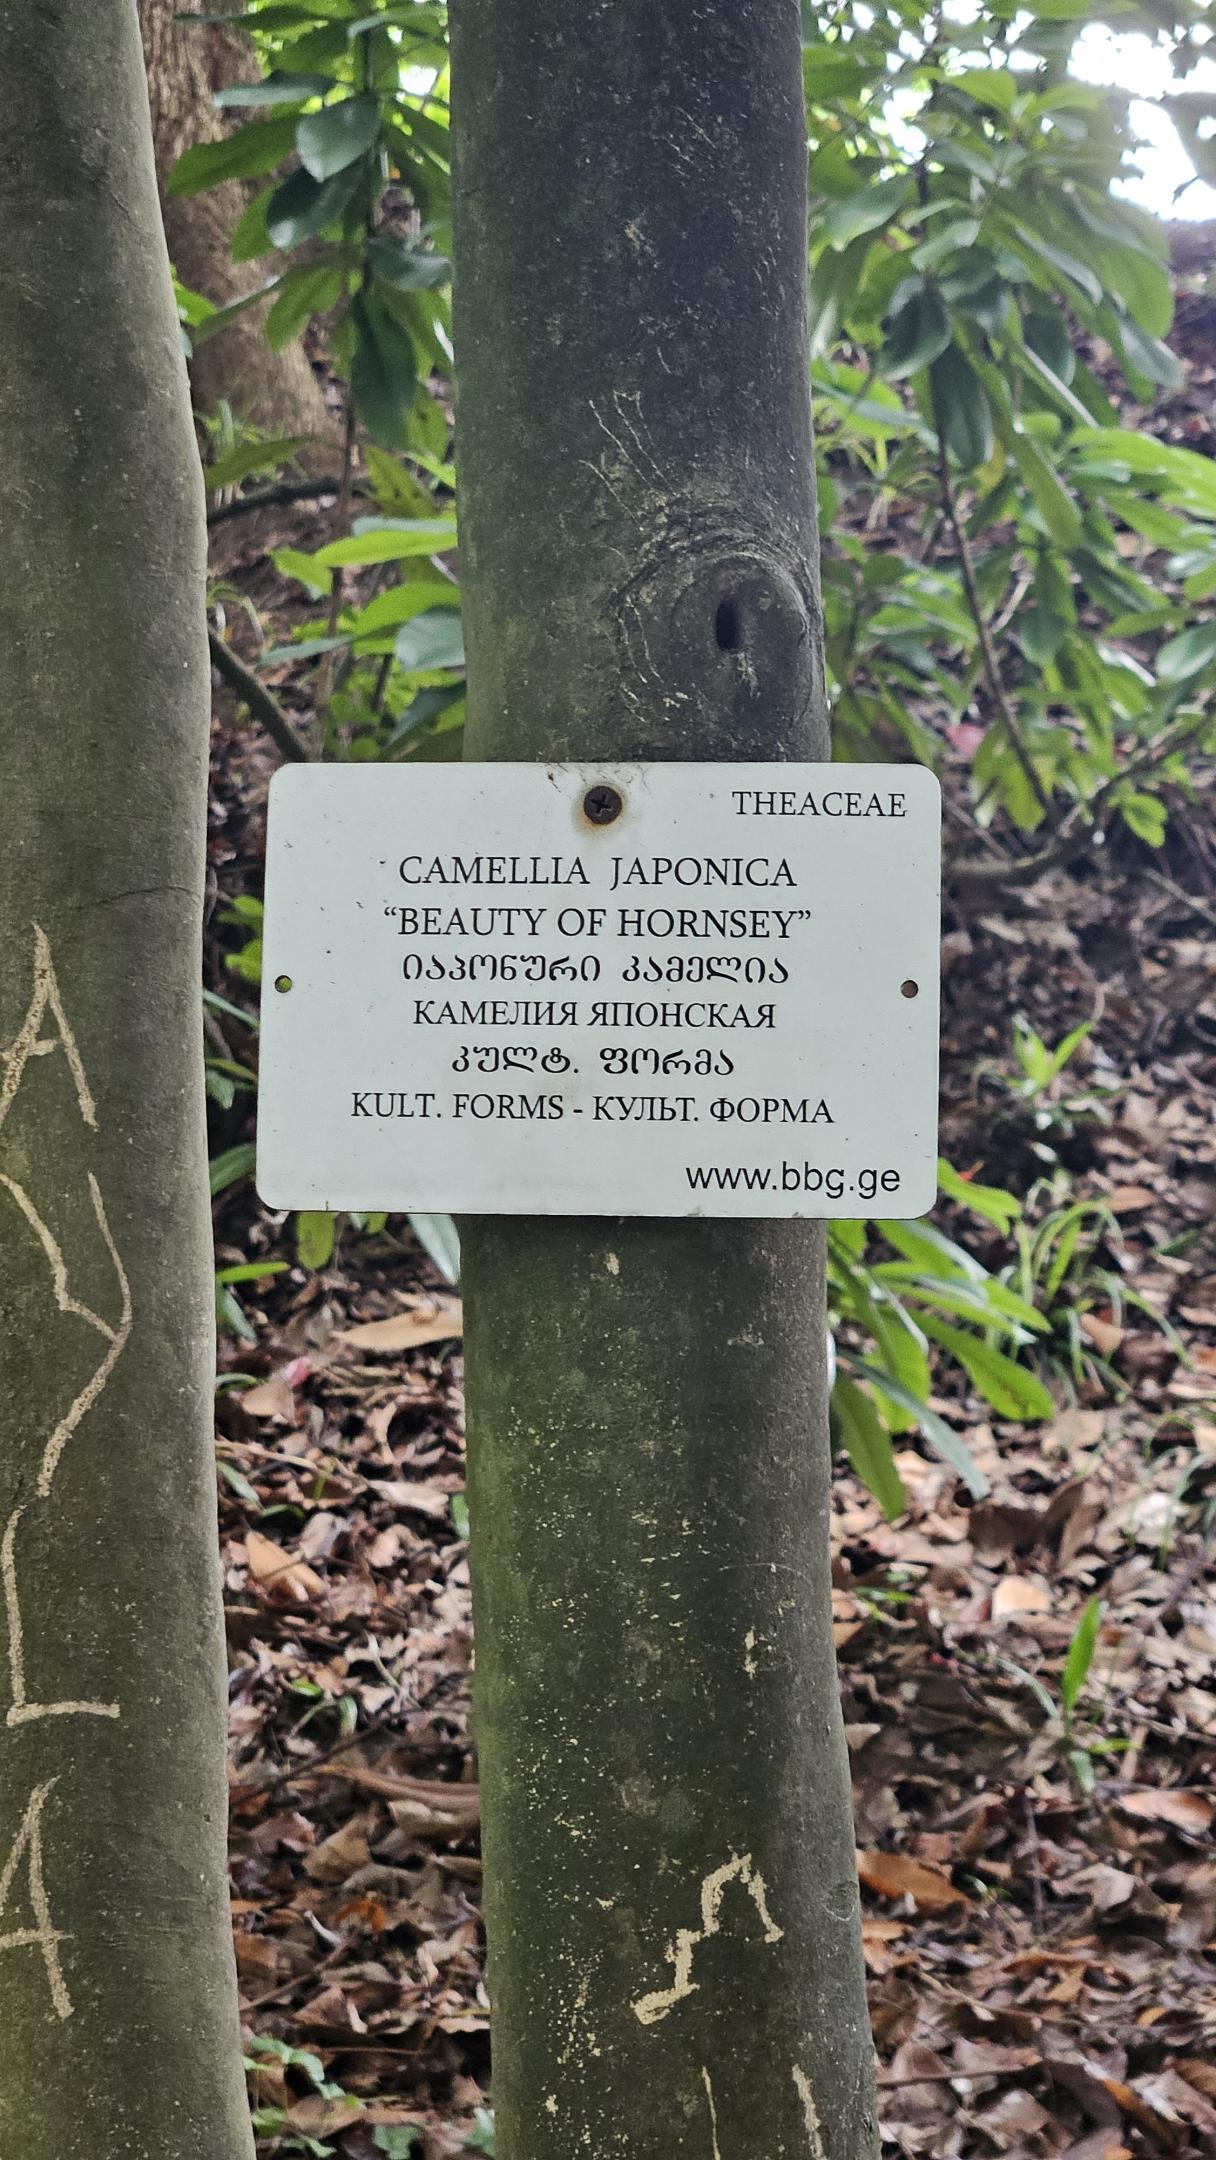 THEACEAE
CAMELLIA JAPONICA
“BEAUTY OF HORNSEY”
იაპონური კამელია
КАМЕЛИЯ ЯПОНСКАЯ
კულტ. ფორმა
KULT. FORMS - КУЛЬТ. ФОРМА
www.bbg.ge
A
Y
L
A